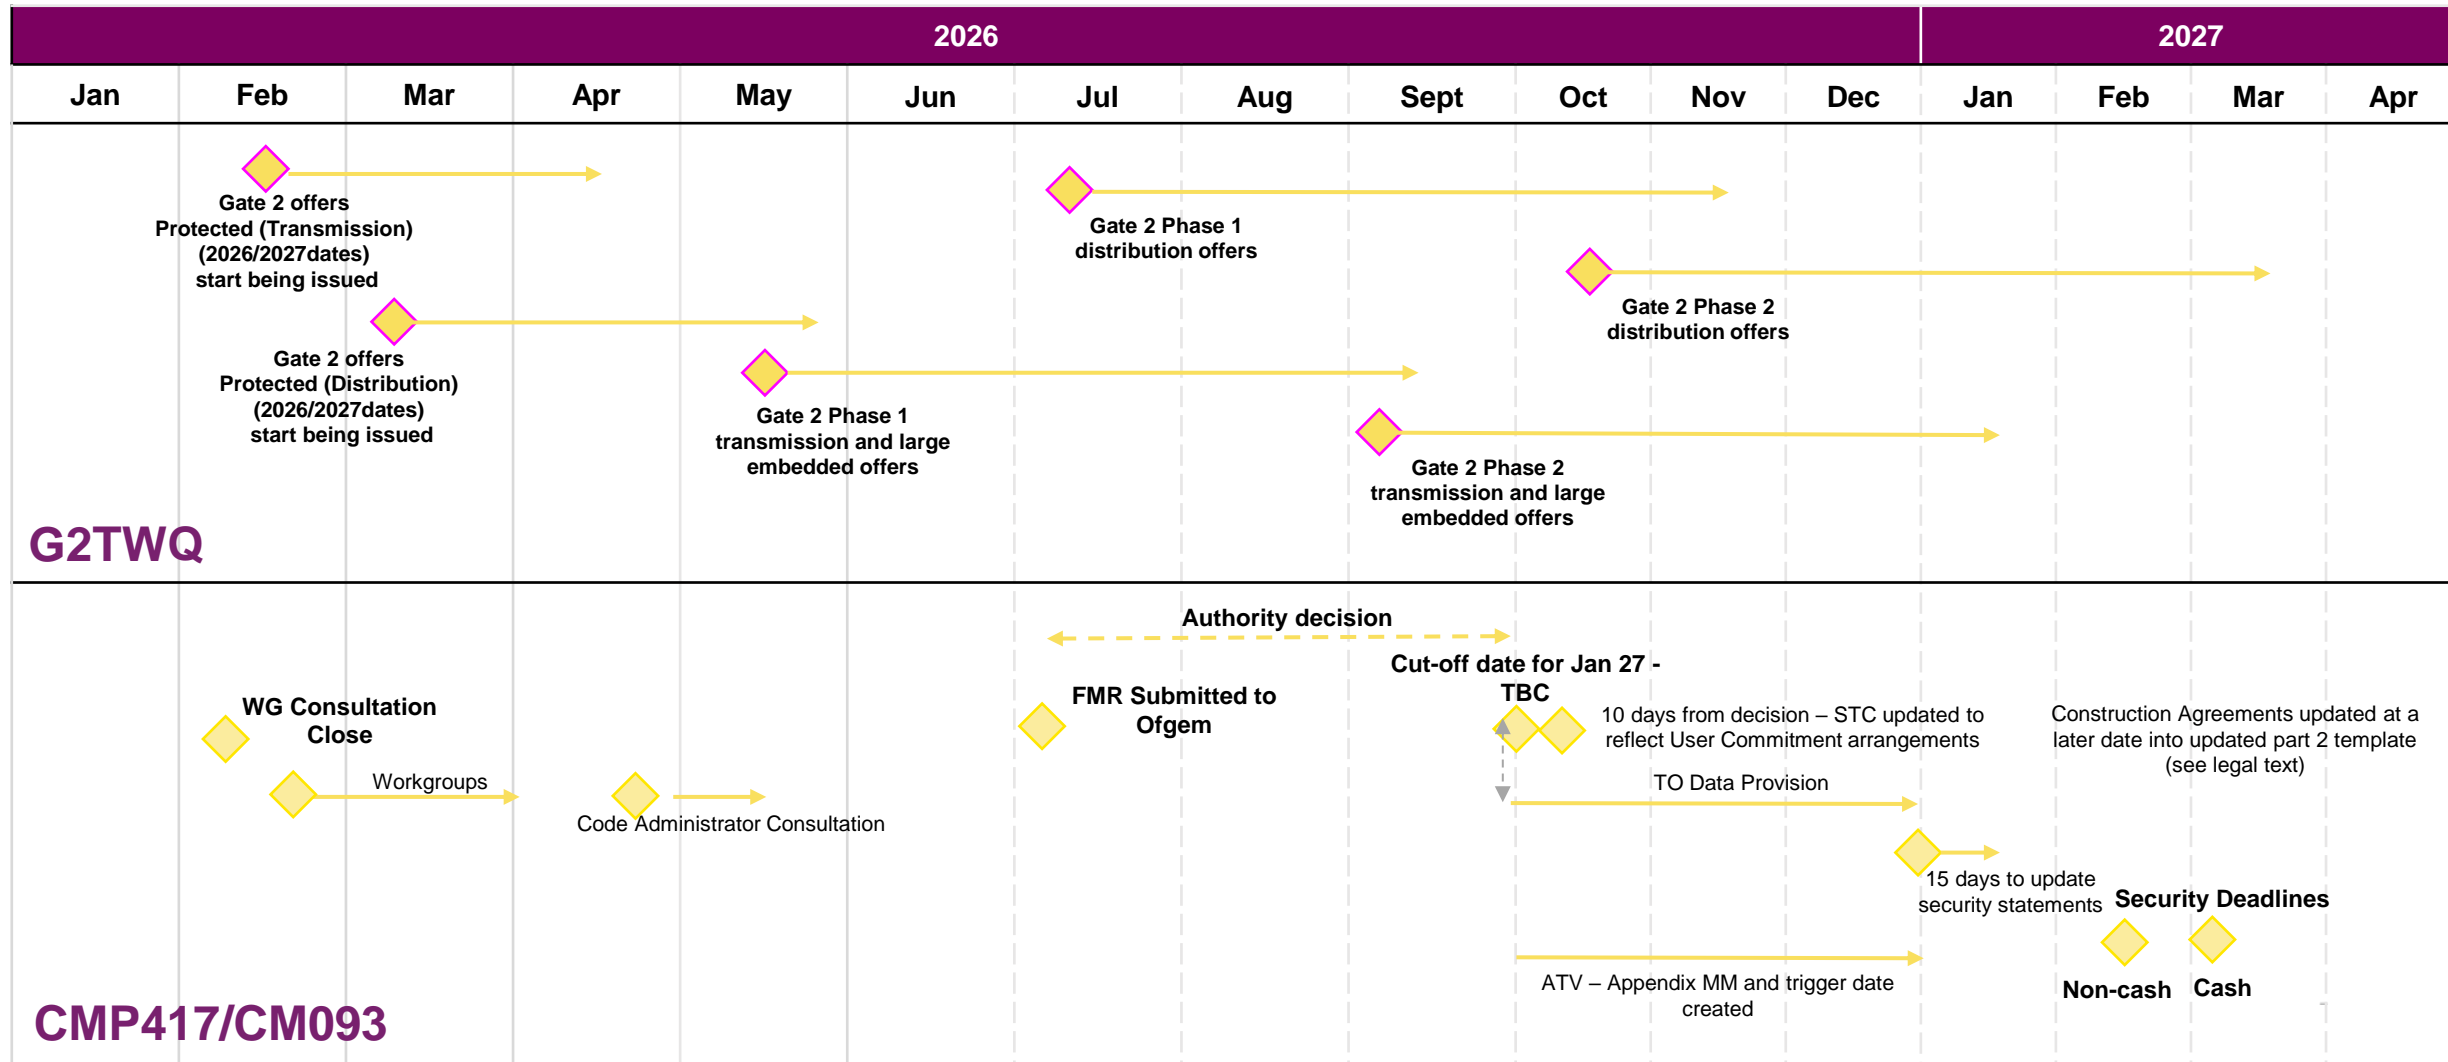 2026
2027
Jan
Feb
Mar
Apr
May
Jun
Jul
Aug
Sept
Oct
Nov
Dec
Jan
Feb
Mar
Apr
Gate 2 offers
Protected (Transmission)
(2026/2027dates)
start being issued
Gate 2 Phase 1
distribution offers
Gate 2 Phase 2
distribution offers
Gate 2 offers
Protected (Distribution)
(2026/2027dates)
start being issued
Gate 2 Phase 1
transmission and large
embedded offers
Gate 2 Phase 2
transmission and large
embedded offers
G2TWQ
Authority decision
Cut-off date for Jan 27 -
TBC
WG Consultation
Close
FMR Submitted to
Ofgem
10 days from decision – STC updated to
reflect User Commitment arrangements
Construction Agreements updated at a
later date into updated part 2 template
(see legal text)
Workgroups
Code Administrator Consultation
TO Data Provision
15 days to update
security statements
Security Deadlines
Non-cash
Cash
ATV – Appendix MM and trigger date
created
CMP417/CM093